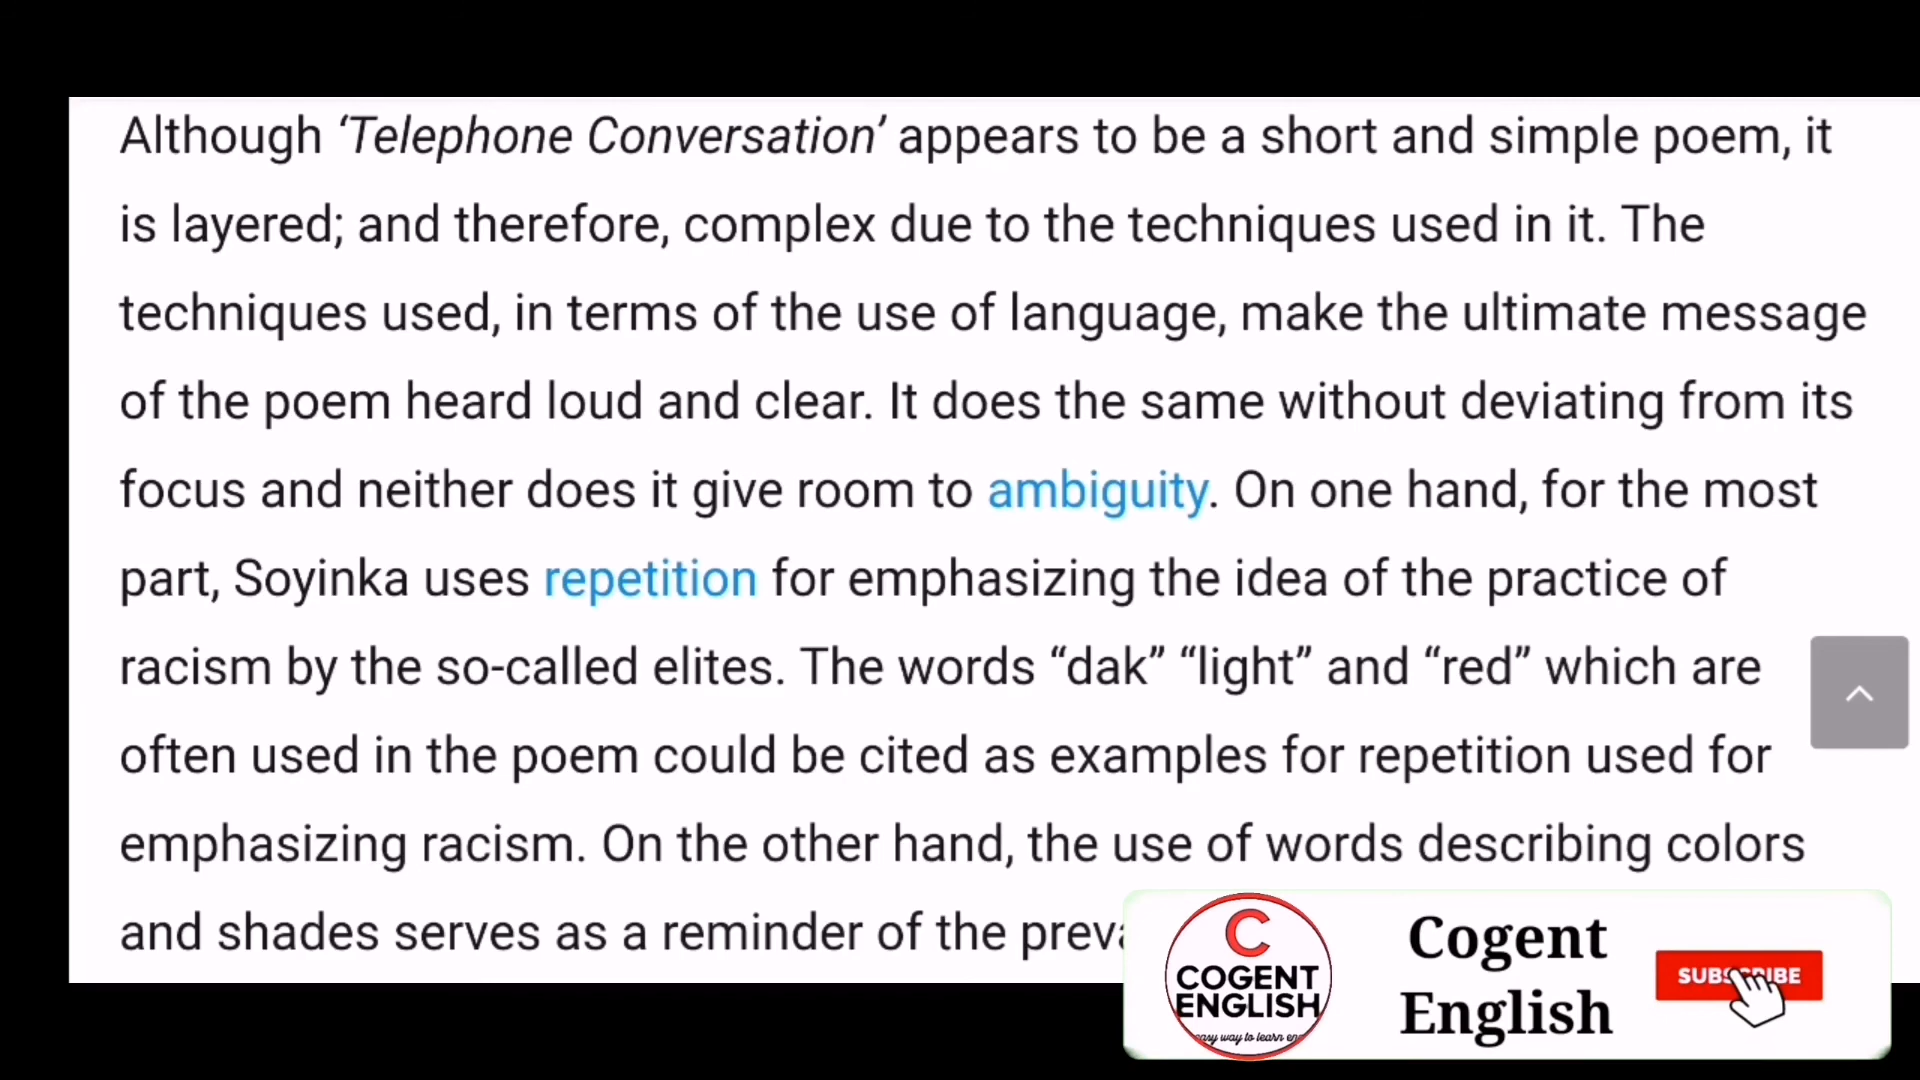 Although ‘Telephone Conversation’ appears to be a short and simple poem, it
is layered; and therefore, complex due to the techniques used in it. The
techniques used, in terms of the use of language, make the ultimate message
of the poem heard loud and clear. It does the same without deviating from its
focus and neither does it give room to ambiguity. On one hand, for the most
part, Soyinka uses repetition for emphasizing the idea of the practice of
racism by the so-called elites. The words “dak” “light” and “red” which are
often used in the poem could be cited as examples for repetition used for
emphasizing racism. On the other hand, the use of words describing colors
and shades serves as a reminder of the
C
COGENT
ENGLISH
way to learn
Cogent
English
SUBSCRIBE